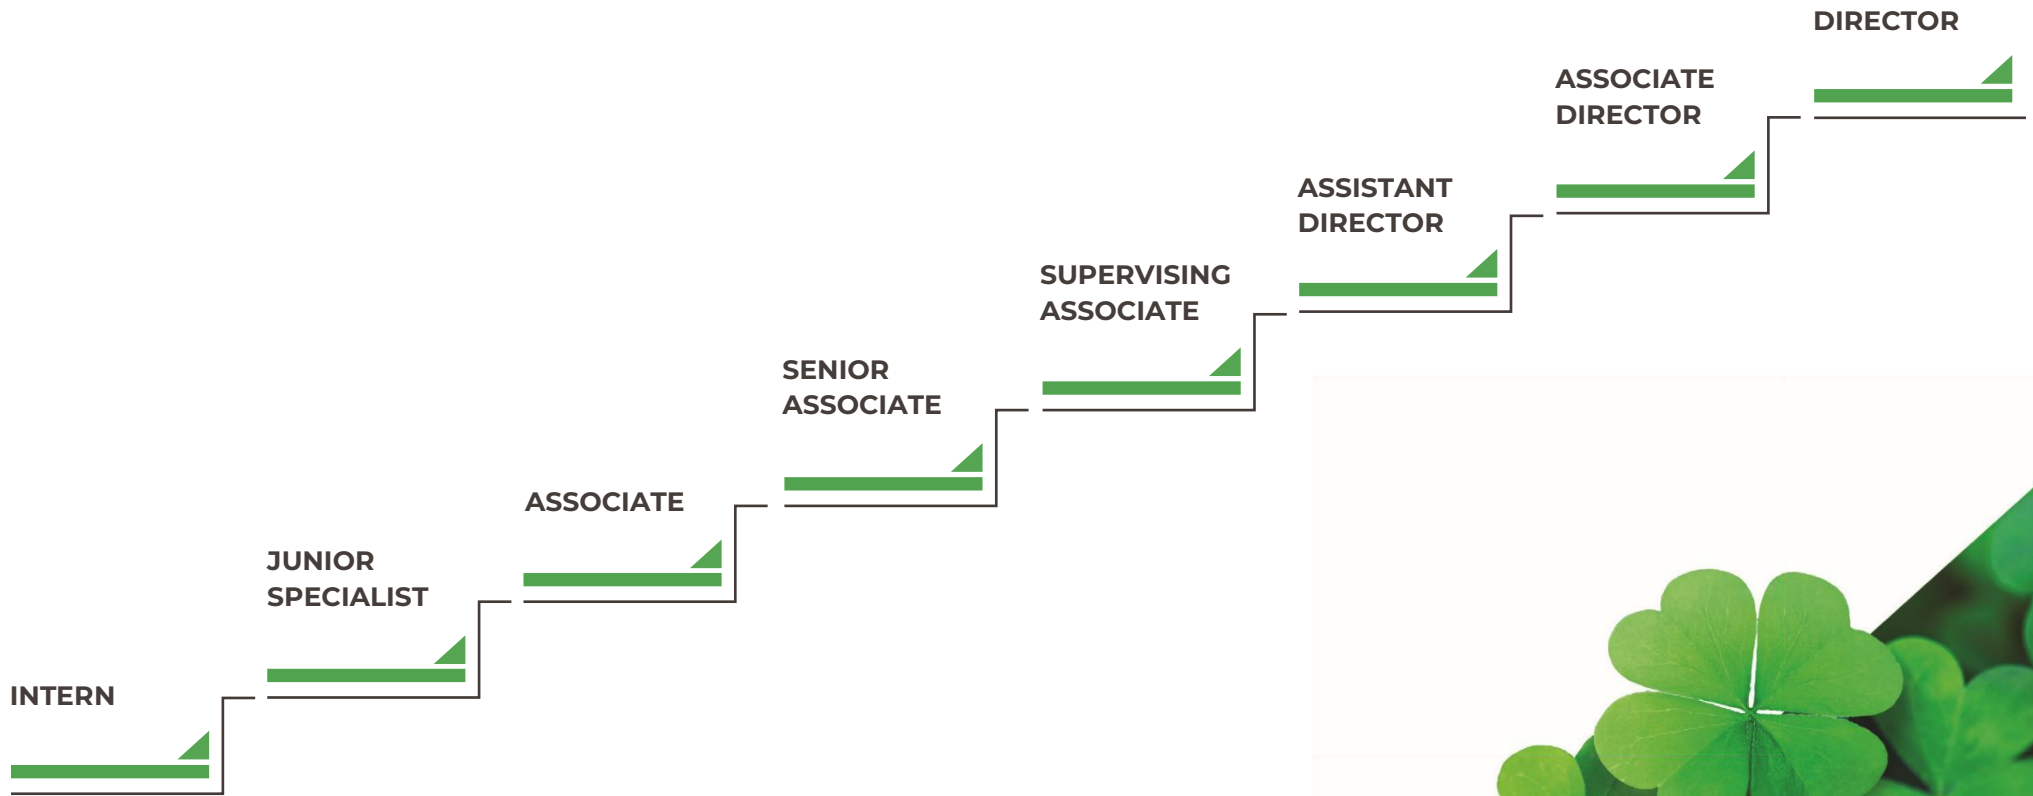 DIRECTOR
ASSOCIATE
DIRECTOR
ASSISTANT
DIRECTOR
SUPERVISING
ASSOCIATE
SENIOR
ASSOCIATE
ASSOCIATE
JUNIOR
SPECIALIST
INTERN